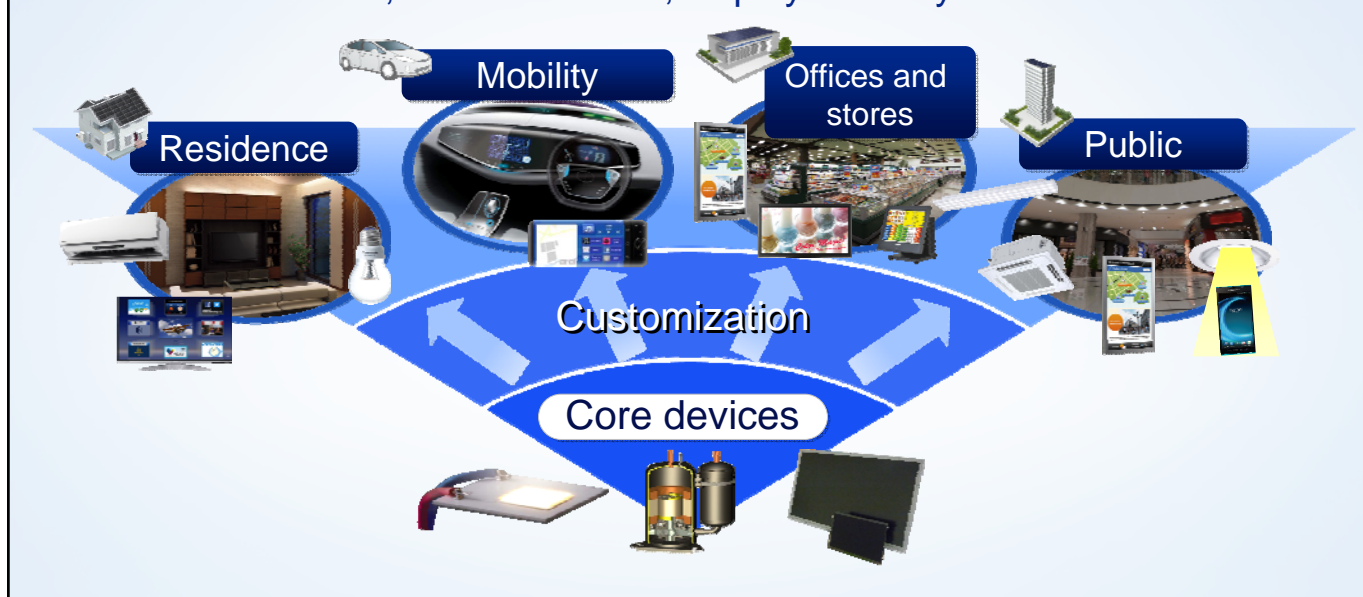 Mobility
Offices and
stores
Residence
Public
Customization
Core devices